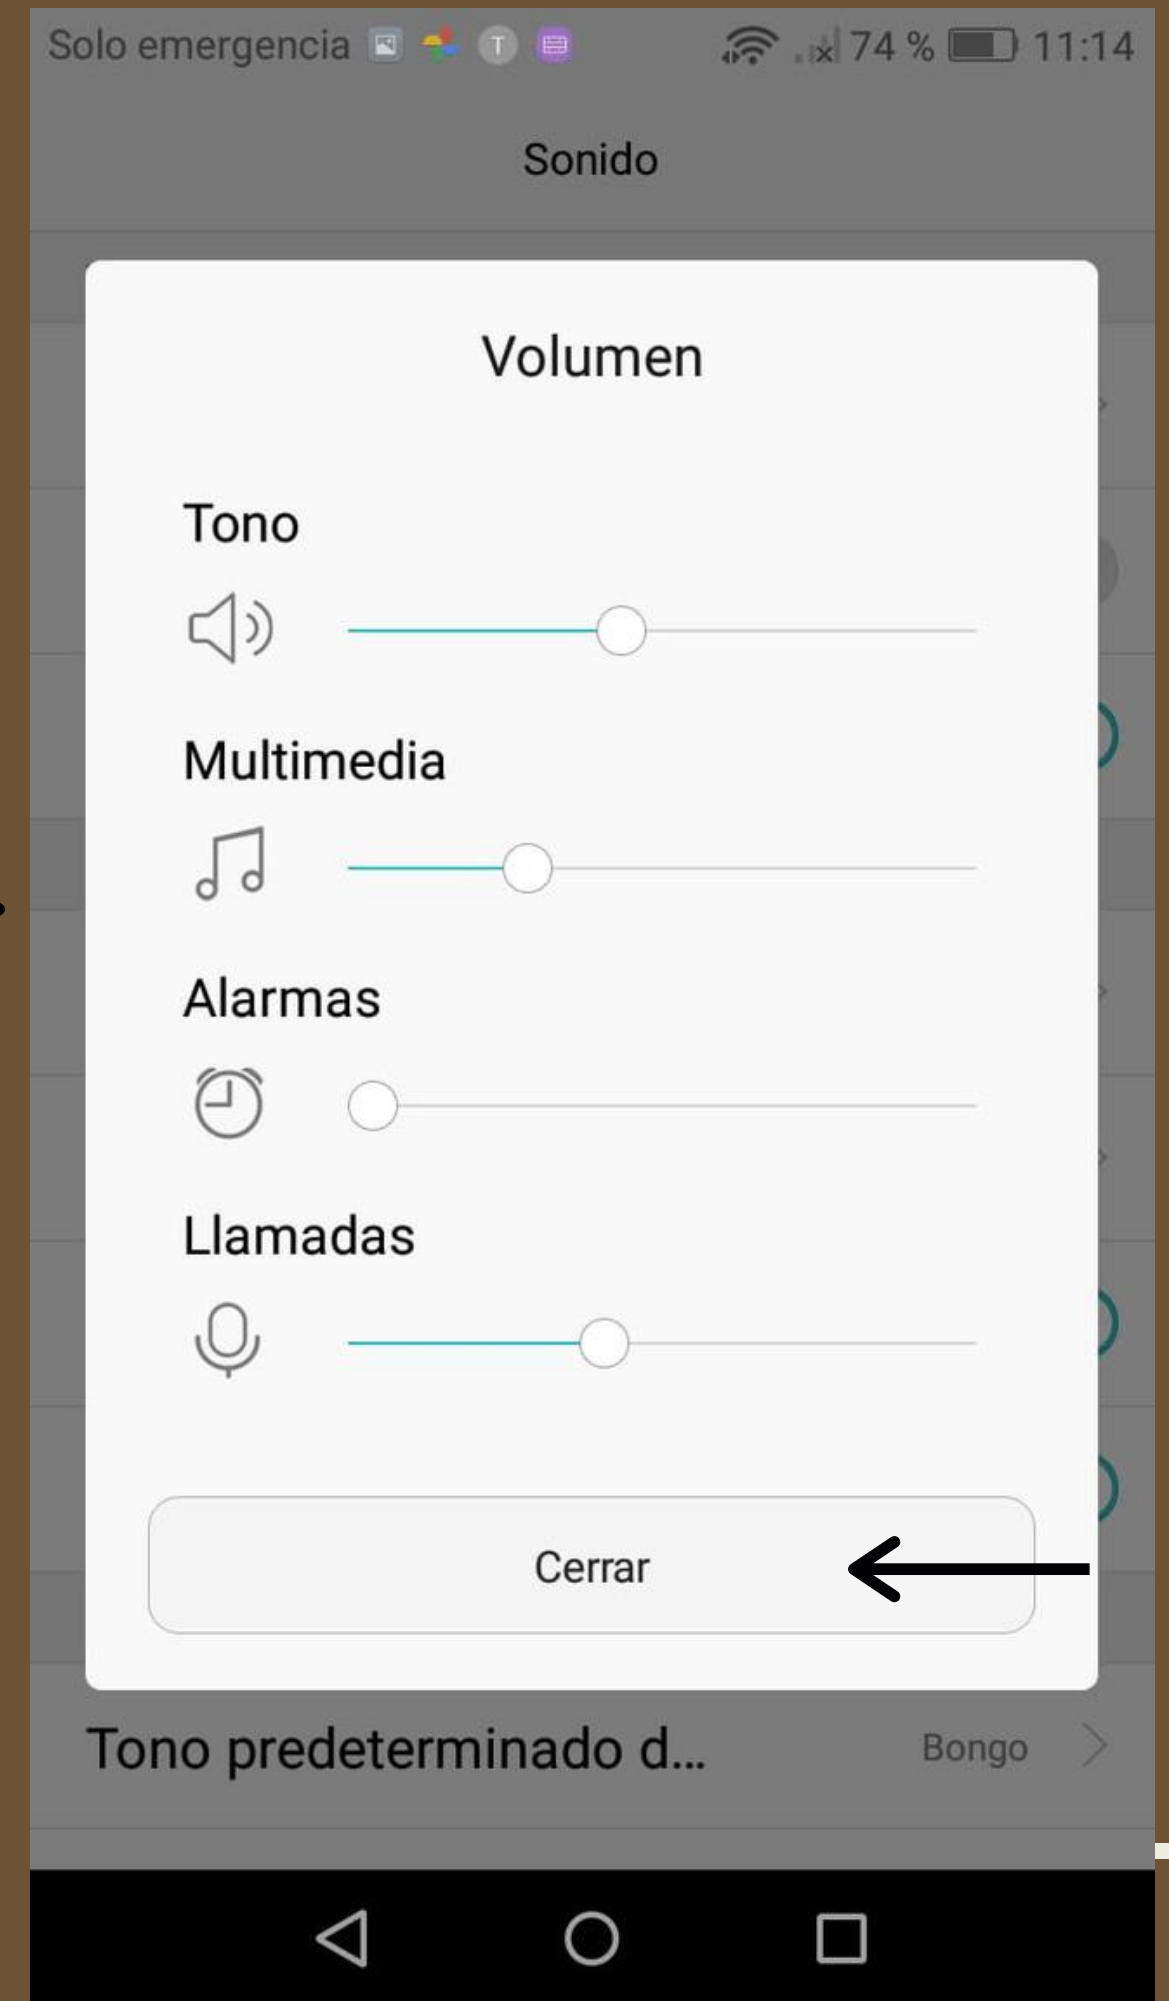 Solo emergencia T 74 % 11:14
Sonido
Volumen
Tono
Multimedia
Alarmas
Llamadas
Cerrar
Tono predeterminado d... Bongo